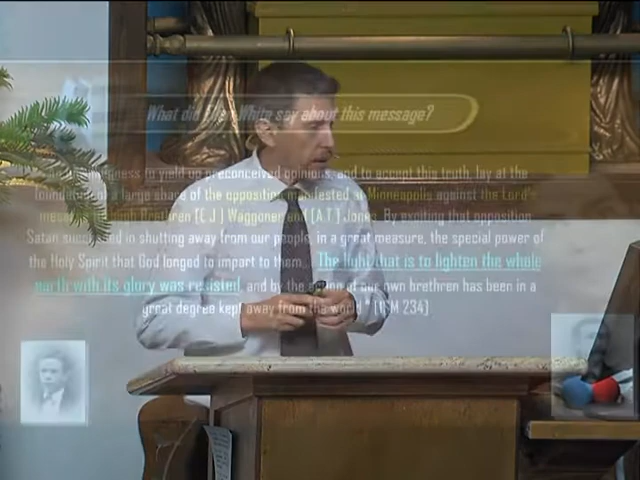 What did Ellen White say about this message?
to yield up preconceived opinions, and to accept this truth, lay at the
foundation of a large share of the opposition manifested at Minneapolis against the Lord's
message through Brethren [E.J.] Waggoner and [A.T.] Jones. By exciting that opposition
Satan succeeded in shutting away from our people, in a great measure, the special power of
the Holy Spirit that God longed to impart to them. The light that is to lighten the whole
earth with its glory was resisted, and by the action of our own brethren has been in a
great degree kept away from the world." [1SM 234]